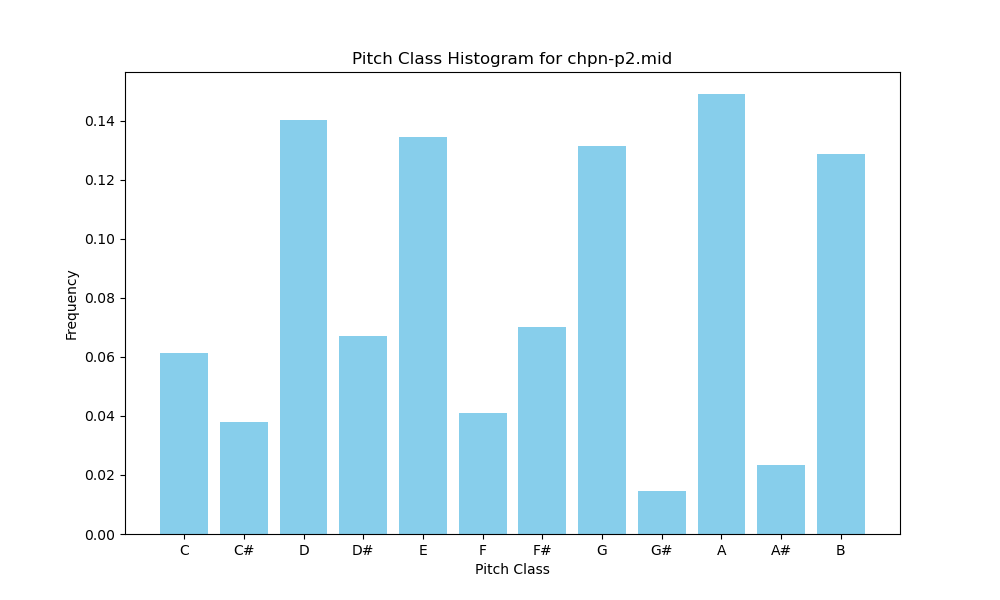 Pitch Class Histogram for chpn-p2.mid
0.14
0.12
0.10
0.08
0.06
0.04
0.02
0.00
Frequency
C C# D D# E F F# G G# A A# B
Pitch Class